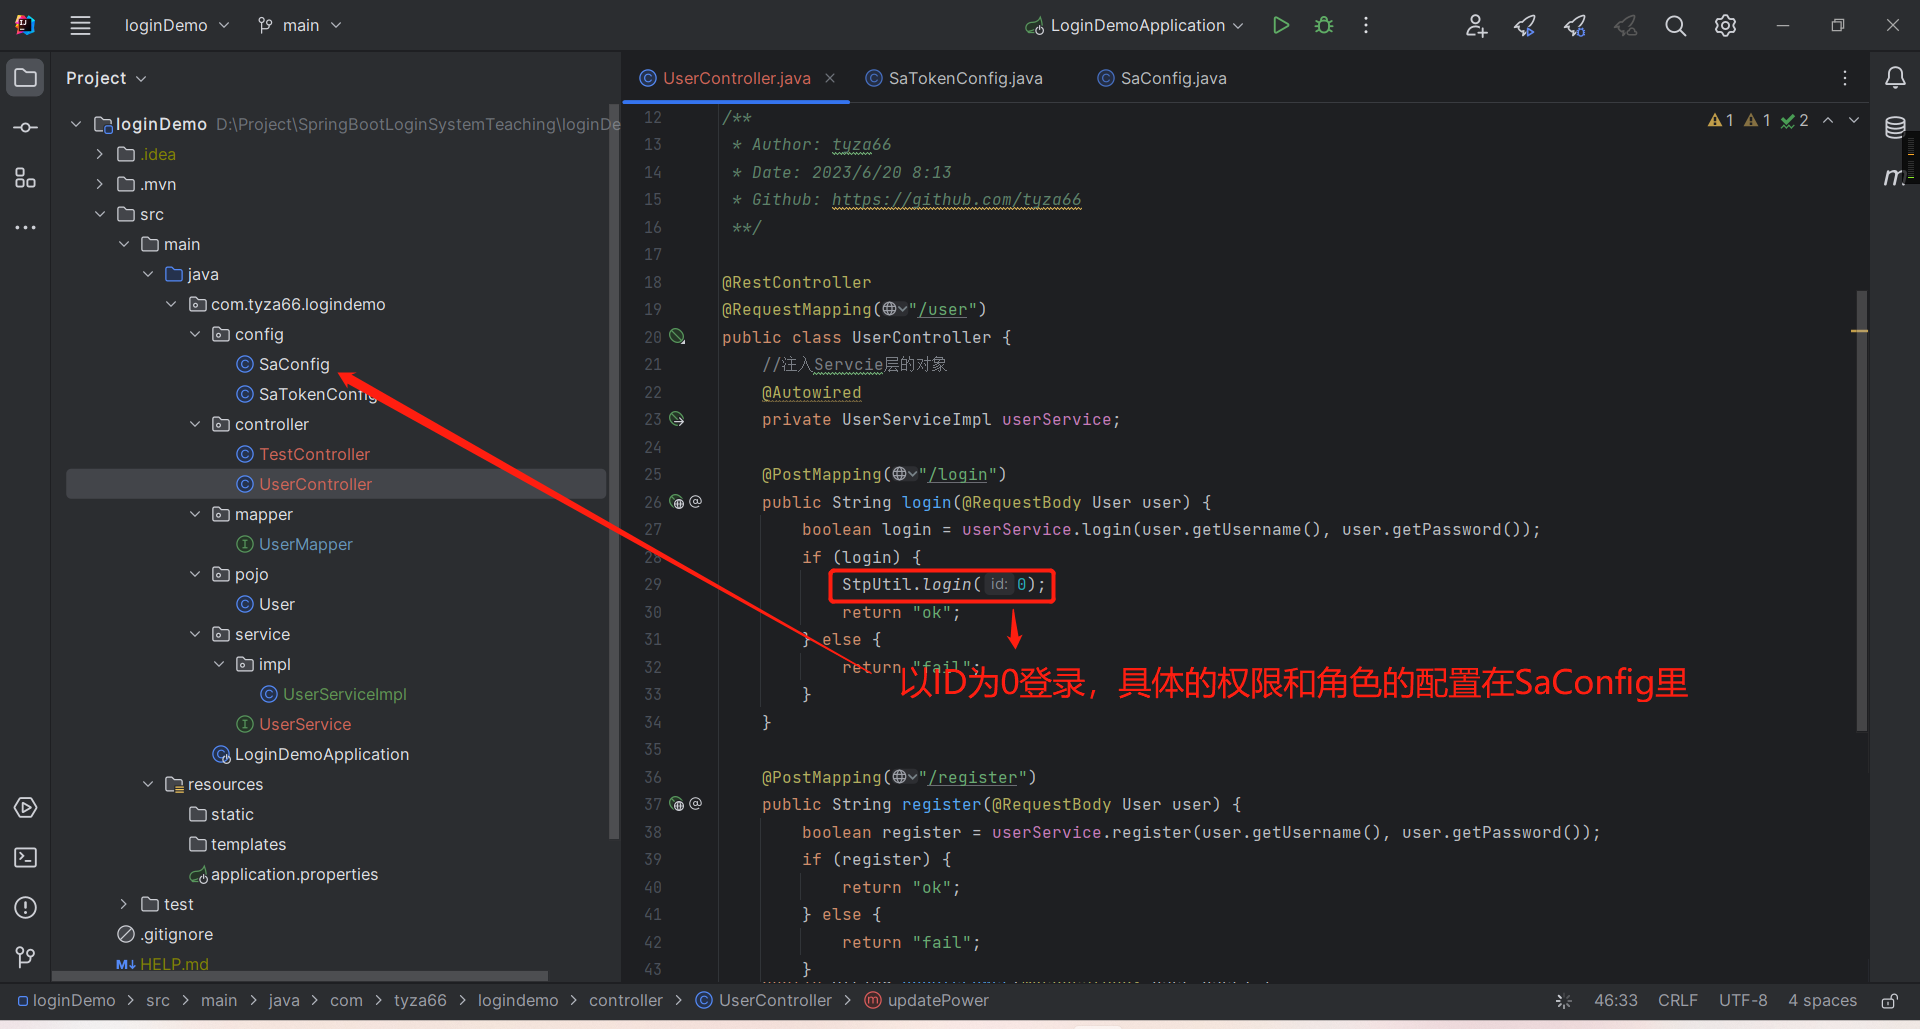 loginDemo
main
LoginDemoApplication
Project
UserController.java
SaTokenConfig.java
SaConfig.java
loginDemo D:\Project\SpringBootLoginSystemTeaching\loginDe
.idea
.mvn
src
main
java
com.tyza66.logindemo
config
SaConfig
SaTokenConfig
controller
TestController
UserController
mapper
UserMapper
pojo
User
service
impl
UserServiceImpl
UserService
LoginDemoApplication
resources
static
templates
application.properties
test
.gitignore
M↓ HELP.md
1 1 2
12 /**
13 * Author: tyza66
14 * Date: 2023/6/20 8:13
15 * Github: https://github.com/tyza66
16 **/
17
18 @RestController
19 @RequestMapping("/user")
20 public class UserController {
21 //注入Servcie层的对象
22 @Autowired
23 private UserServiceImpl userService;
24
25 @PostMapping("/login")
26 public String login(@RequestBody User user) {
27 boolean login = userService.login(user.getUsername(), user.getPassword());
28 if (login) {
29 StpUtil.login( id: 0);
30 return "ok";
31 } else {
32 return "fail";
以ID为0登录，具体的权限和角色的配置在SaConfig里
33 }
34 }
35
36 @PostMapping("/register")
37 public String register(@RequestBody User user) {
38 boolean register = userService.register(user.getUsername(), user.getPassword());
39 if (register) {
40 return "ok";
41 } else {
42 return "fail";
43 }
loginDemo > src > main > java > com > tyza66 > logindemo > controller > UserController > updatePower
46:33 CRLF UTF-8 4 spaces